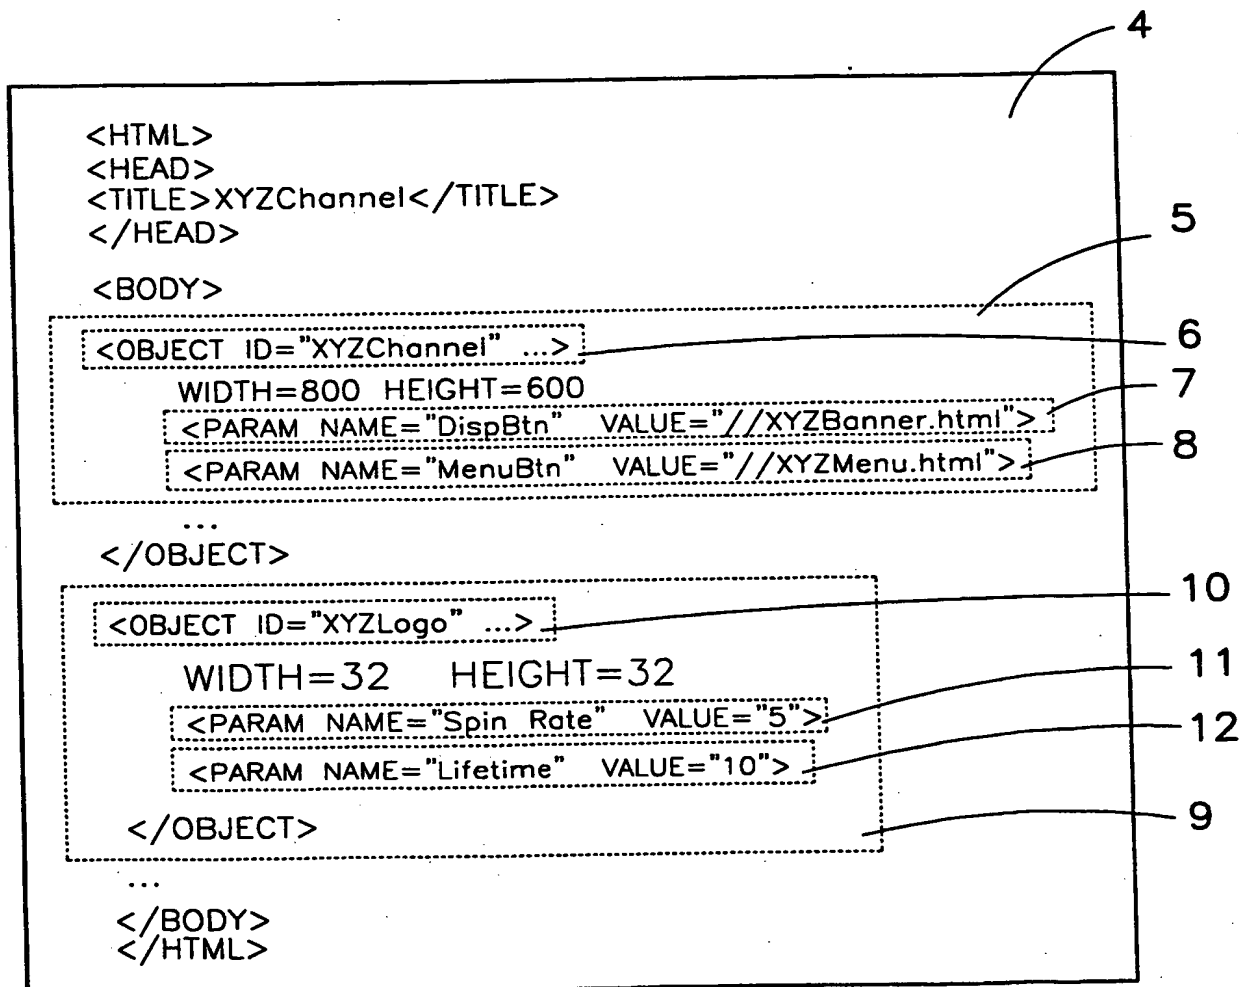 4
<HTML>
<HEAD>
<TITLE>XYZChannel</TITLE>
</HEAD>
5
<BODY>
<OBJECT ID="XYZChannel" ...>
6
WIDTH=800 HEIGHT=600
7
<PARAM NAME="DispBtn" VALUE="//XYZBanner.html">
8
<PARAM NAME="MenuBtn" VALUE="//XYZMenu.html">
...
</OBJECT>
10
<OBJECT ID="XYZLogo" ...>
11
WIDTH=32 HEIGHT=32
<PARAM NAME="Spin Rate" VALUE="5">
12
<PARAM NAME="Lifetime" VALUE="10">
9
</OBJECT>
...
</BODY>
</HTML>